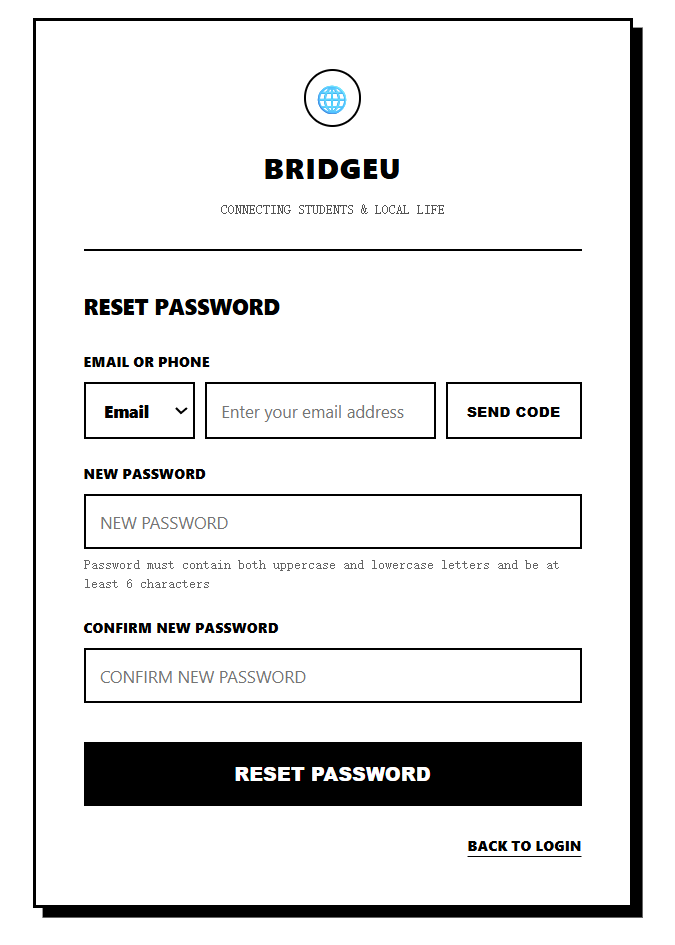 BRIDGEU
CONNECTING STUDENTS & LOCAL LIFE
RESET PASSWORD
EMAIL OR PHONE
Email Enter your email address SEND CODE
NEW PASSWORD
NEW PASSWORD
Password must contain both uppercase and lowercase letters and be at
least 6 characters
CONFIRM NEW PASSWORD
CONFIRM NEW PASSWORD
RESET PASSWORD
BACK TO LOGIN